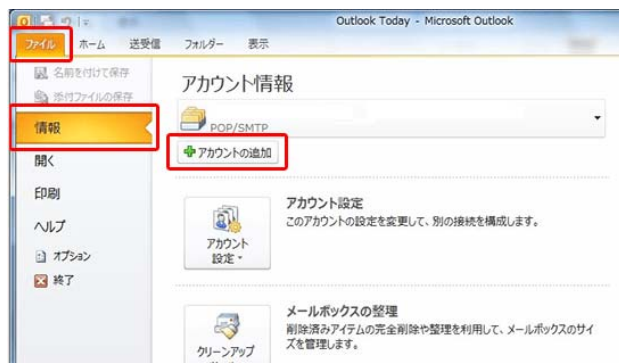 Outlook Today - Microsoft Outlook
ファイル ホーム 送受信 フォルダー 表示
名前を付けて保存
添付ファイルの保存
情報
開く
印刷
ヘルプ
オプション
終了
アカウント情報
POP/SMTP
アカウントの追加
アカウント
設定
アカウント設定
このアカウントの設定を変更して、別の接続を構成します。
クリーンアップ
メールボックスの整理
削除済みアイテムの完全削除や整理を利用して、メールボックスのサイ
ズを管理します。